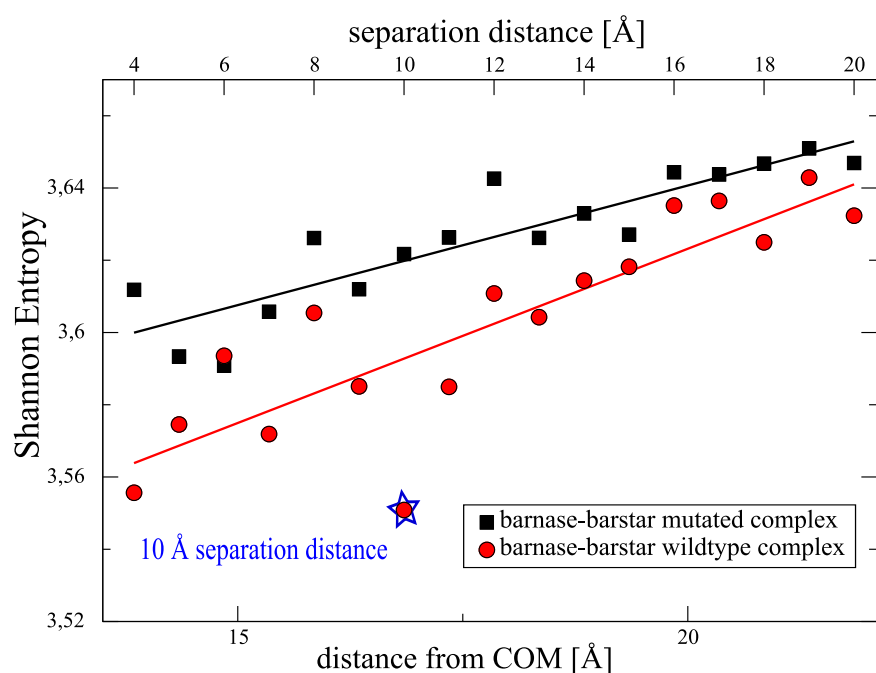 separation distance [Å]
4 6 8 10 12 14 16 18 20
Shannon Entropy
3,64
3,6
3,56
3,52
10 Å separation distance
barnase-barstar mutated complex
barnase-barstar wildtype complex
15 20
distance from COM [Å]